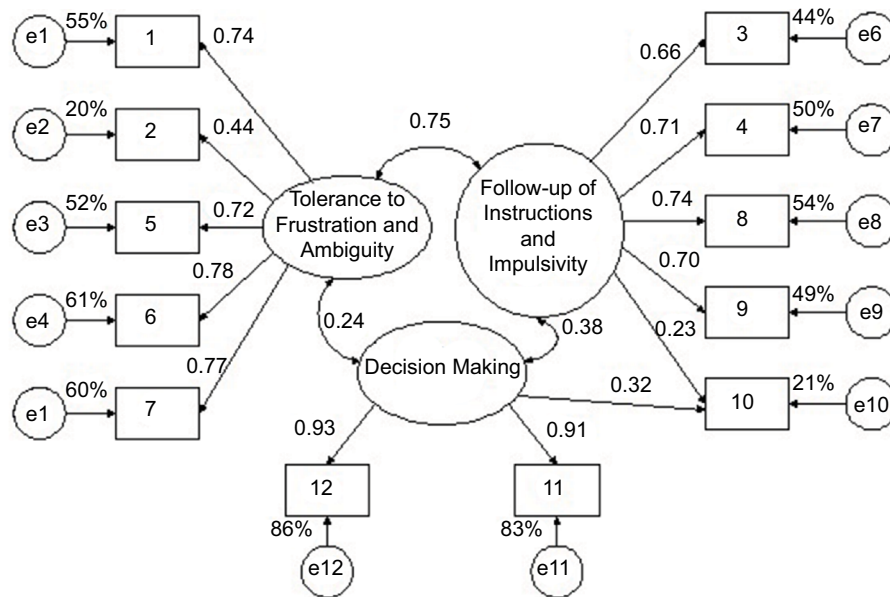 e1
55%
1
0.74
3
44%
e6
0.66
e2
20%
2
0.44
0.75
0.71
4
50%
e7
Tolerance to
Frustration and
Ambiguity
Follow-up of
Instructions
and
Impulsivity
e3
52%
5
0.72
0.74
8
54%
e8
0.78
0.70
e4
61%
6
0.24
0.38
9
49%
e9
0.23
0.77
Decision Making
e1
60%
7
0.32
10
21%
e10
0.93
0.91
12
11
86%
83%
e12
e11